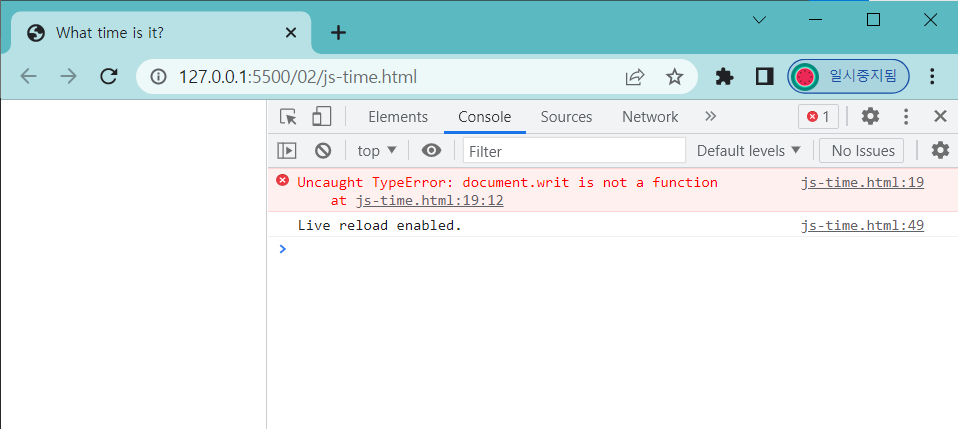 What time is it?
127.0.0.1:5500/02/js-time.html
일시중지됨
Elements Console Sources Network 1
top Filter Default levels No Issues
Uncaught TypeError: document.writ is not a function js-time.html:19
at js-time.html:19:12
Live reload enabled. js-time.html:49